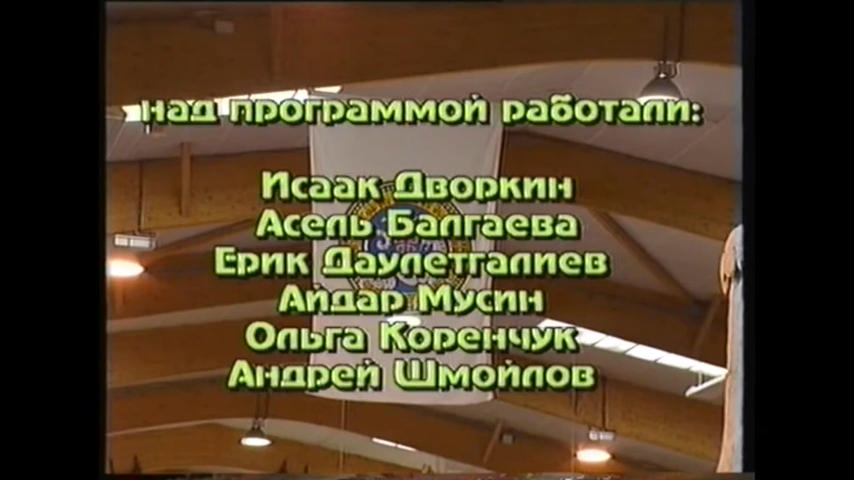 над программой работали:
Исаак Дворкин
Асель Балгаева
Ерик Даулетгалиев
Айдар Мусин
Ольга Коренчук
Андрей Шмойлов